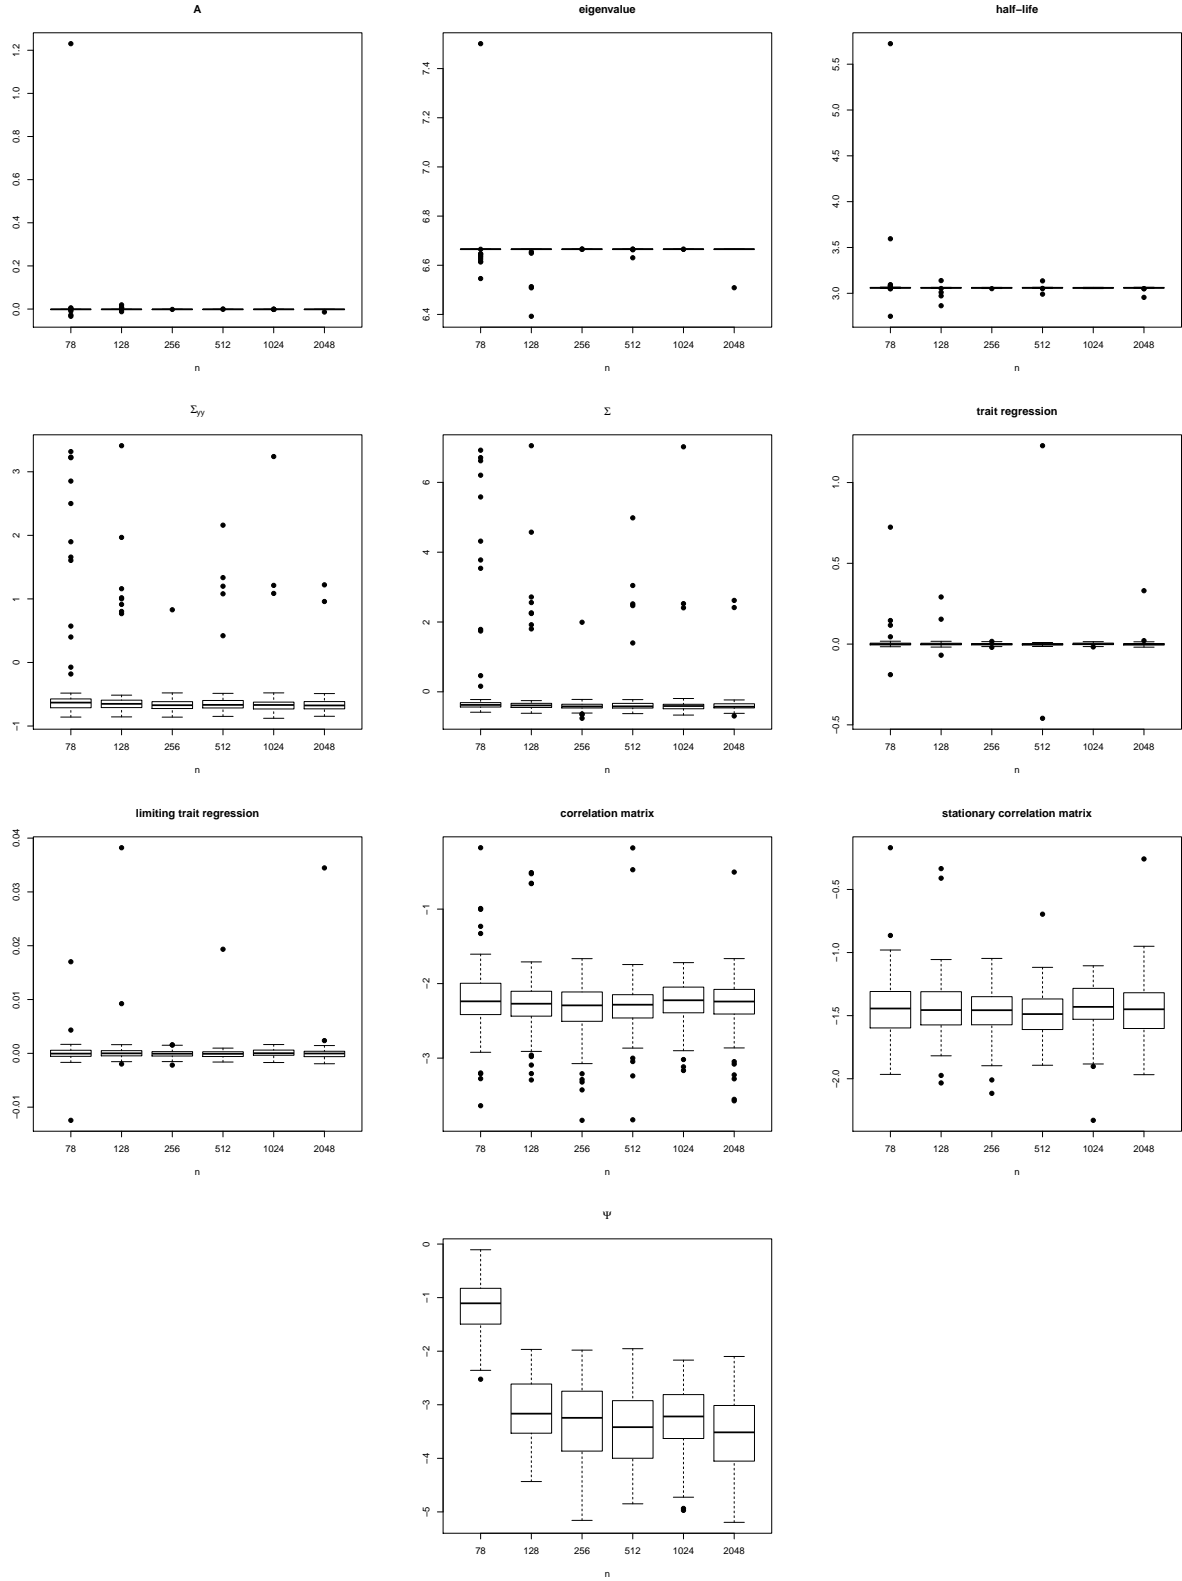 A
eigenvalue
half−life
1.2
1.0
0.8
0.6
0.4
0.2
0.0
78 128 256 512 1024 2048
n
7.4
7.2
7.0
6.8
6.6
6.4
78 128 256 512 1024 2048
n
5.5
5.0
4.5
4.0
3.5
3.0
78 128 256 512 1024 2048
n
Σyy
Σ
trait regression
3
2
1
0
−1
78 128 256 512 1024 2048
n
6
4
2
0
78 128 256 512 1024 2048
n
1.0
0.5
0.0
−0.5
78 128 256 512 1024 2048
n
limiting trait regression
correlation matrix
stationary correlation matrix
0.04
0.03
0.02
0.01
0.00
−0.01
78 128 256 512 1024 2048
n
−1
−2
−3
78 128 256 512 1024 2048
n
−0.5
−1.0
−1.5
−2.0
78 128 256 512 1024 2048
n
Ψ
0
−1
−2
−3
−4
−5
78 128 256 512 1024 2048
n